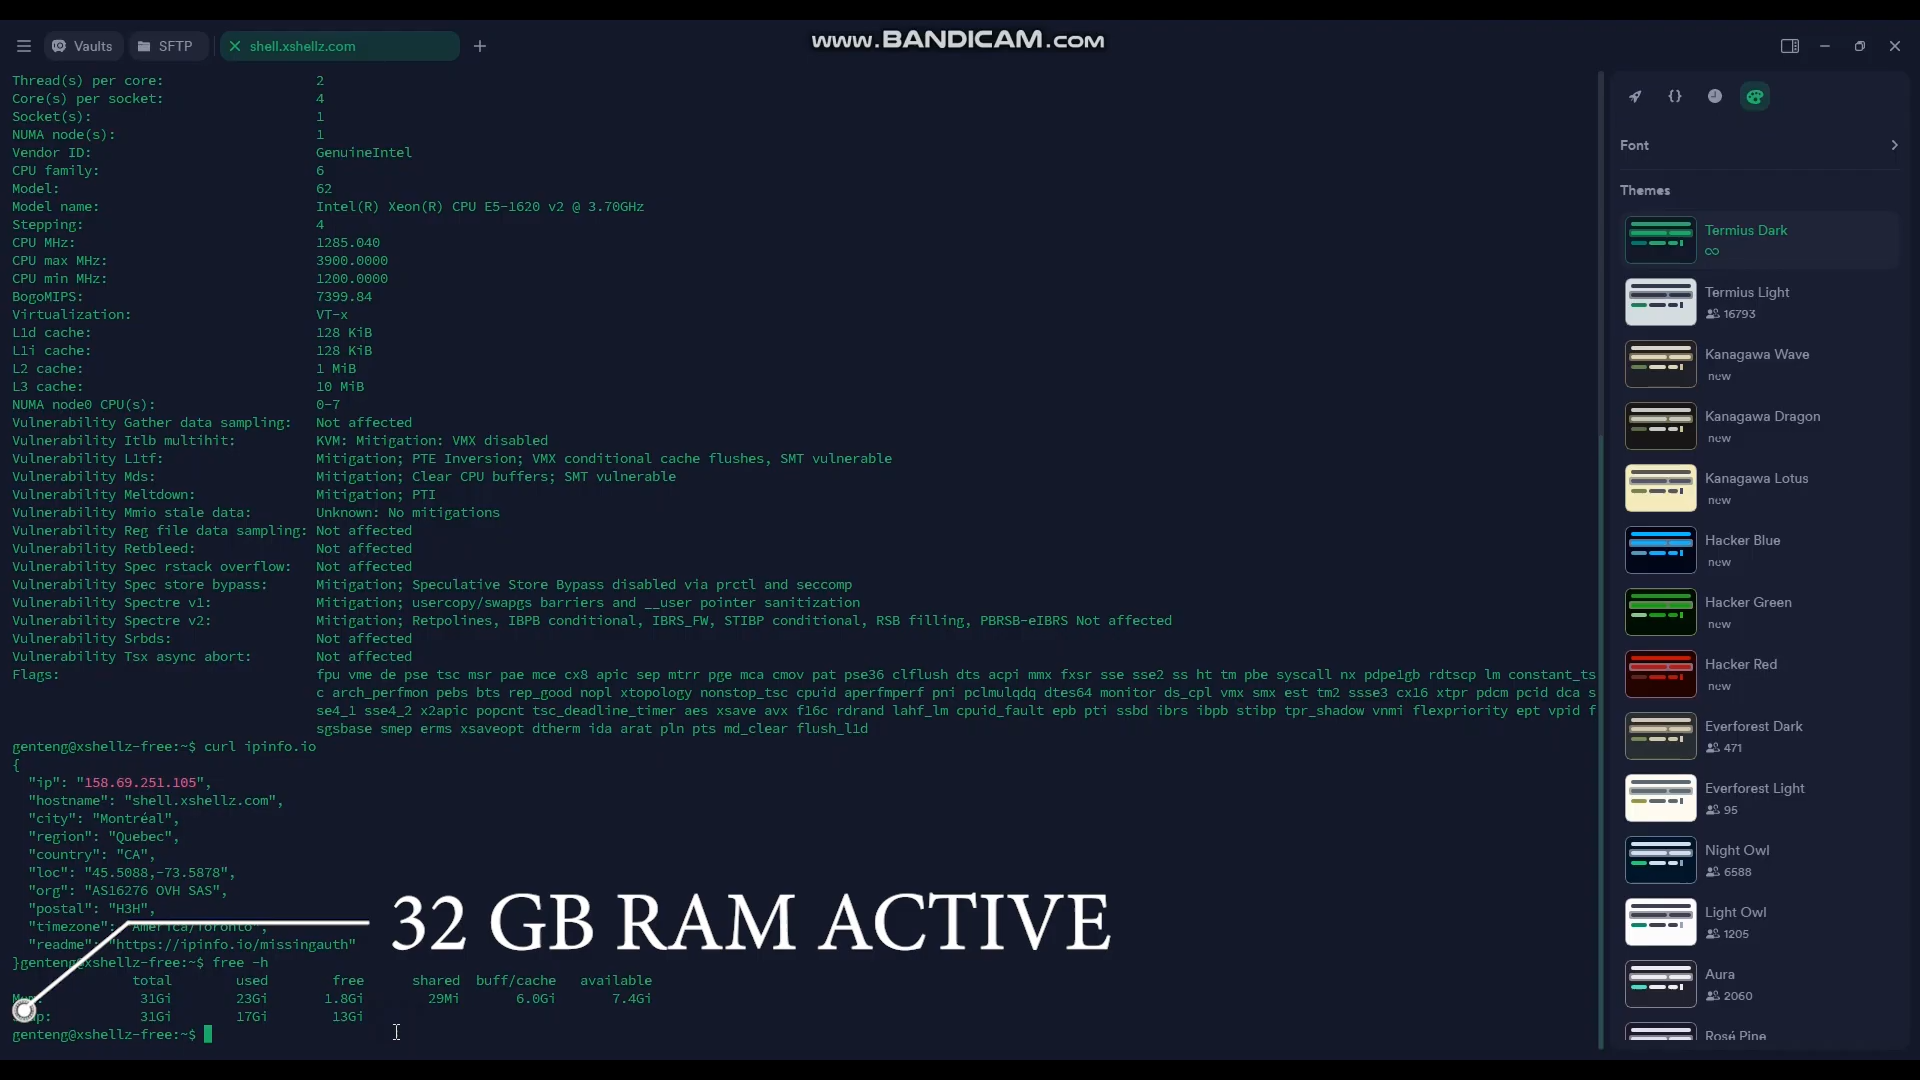 Vaults SFTP shell.xshellz.com
www.BANDICAM.com
Thread(s) per core: 2
Core(s) per socket: 4
Socket(s): 1
NUMA node(s): 1
Vendor ID: GenuineIntel
CPU family: 6
Model: 62
Model name: Intel(R) Xeon(R) CPU E5-1620 v2 @ 3.70GHz
Stepping: 4
CPU MHz: 1285.040
CPU max MHz: 3900.0000
CPU min MHz: 1200.0000
BogoMIPS: 7399.84
Virtualization: VT-x
L1d cache: 128 KiB
L1i cache: 128 KiB
L2 cache: 1 MiB
L3 cache: 10 MiB
NUMA node0 CPU(s): 0-7
Vulnerability Gather data sampling: Not affected
Vulnerability Itlb multihit: KVM: Mitigation: VMX disabled
Vulnerability L1tf: Mitigation; PTE Inversion; VMX conditional cache flushes, SMT vulnerable
Vulnerability Mds: Mitigation; Clear CPU buffers; SMT vulnerable
Vulnerability Meltdown: Mitigation; PTI
Vulnerability Mmio stale data: Unknown: No mitigations
Vulnerability Reg file data sampling: Not affected
Vulnerability Retbleed: Not affected
Vulnerability Spec rstack overflow: Not affected
Vulnerability Spec store bypass: Mitigation; Speculative Store Bypass disabled via prctl and seccomp
Vulnerability Spectre v1: Mitigation; usercopy/swapgs barriers and __user pointer sanitization
Vulnerability Spectre v2: Mitigation; Retpolines, IBPB conditional, IBRS_FW, STIBP conditional, RSB filling, PBRSB-eIBRS Not affected
Vulnerability Srbds: Not affected
Vulnerability Tsx async abort: Not affected
Flags: fpu vme de pse tsc msr pae mce cx8 apic sep mtrr pge mca cmov pat pse36 clflush dts acpi mmx fxsr sse sse2 ss ht tm pbe syscall nx pdpe1gb rdtscp lm constant_ts
c arch_perfmon pebs bts rep_good nopl xtopology nonstop_tsc cpuid aperfmperf pni pclmulqdq dtes64 monitor ds_cpl vmx smx est tm2 ssse3 cx16 xtpr pdcm pcid dca s
se4_1 sse4_2 x2apic popcnt tsc_deadline_timer aes xsave avx f16c rdrand lahf_lm cpuid_fault epb pti ssbd ibrs ibpb stibp tpr_shadow vnmi flexpriority ept vpid f
sgsbase smep erms xsaveopt dtherm ida arat pln pts md_clear flush_l1d
genteng@xshellz-free:~$ curl ipinfo.io
{
"ip": "158.69.251.105",
"hostname": "shell.xshellz.com",
"city": "Montréal",
"region": "Quebec",
"country": "CA",
"loc": "45.5088,-73.5878",
"org": "AS16276 OVH SAS",
"postal": "H3H",
"timezone": "America/Toronto",
"readme": "https://ipinfo.io/missingauth"
}genteng@xshellz-free:~$ free -h
total used free shared buff/cache available
31Gi 23Gi 1.8Gi 29Mi 6.0Gi 7.4Gi
31Gi 17Gi 13Gi
genteng@xshellz-free:~$
32 GB RAM ACTIVE
Font
Themes
Termius Dark
Termius Light
16793
Kanagawa Wave
new
Kanagawa Dragon
new
Kanagawa Lotus
new
Hacker Blue
new
Hacker Green
new
Hacker Red
new
Everforest Dark
471
Everforest Light
95
Night Owl
6588
Light Owl
1205
Aura
2060
Rosé Pine